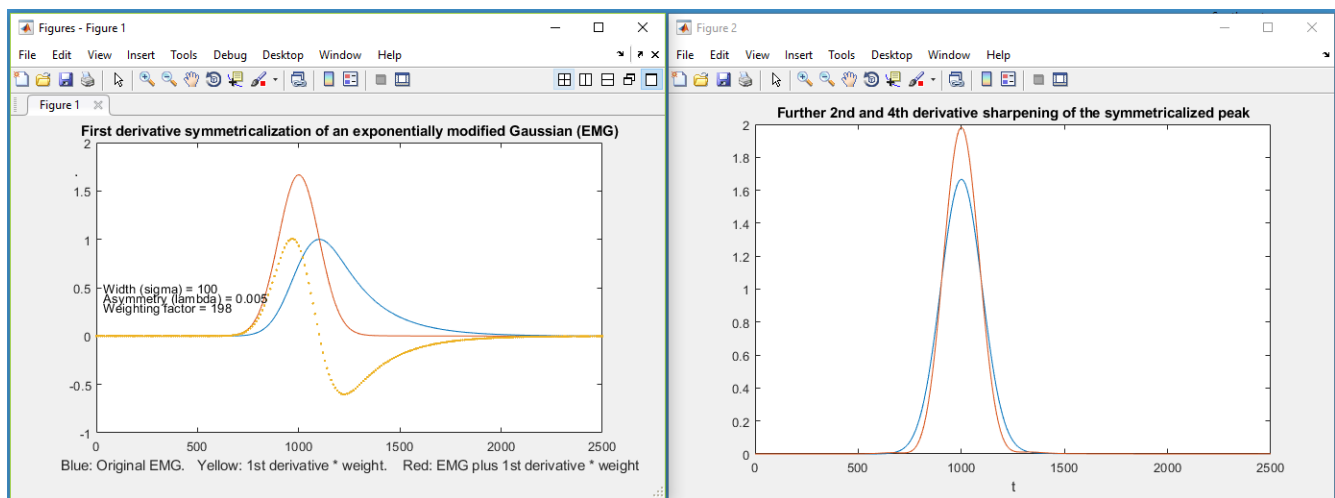 Figures - Figure 1
File Edit View Insert Tools Debug Desktop Window Help
Figure 1
First derivative symmetricalization of an exponentially modified Gaussian (EMG)
2
1.5
1
0.5
0
-0.5
-1
Width (sigma) = 100
Asymmetry (lambda) = 0.005
Weighting factor = 198
0 500 1000 1500 2000 2500
Blue: Original EMG. Yellow: 1st derivative * weight. Red: EMG plus 1st derivative * weight
Figure 2
File Edit View Insert Tools Desktop Window Help
Further 2nd and 4th derivative sharpening of the symmetricalized peak
2
1.8
1.6
1.4
1.2
1
0.8
0.6
0.4
0.2
0
0 500 1000 1500 2000 2500
t